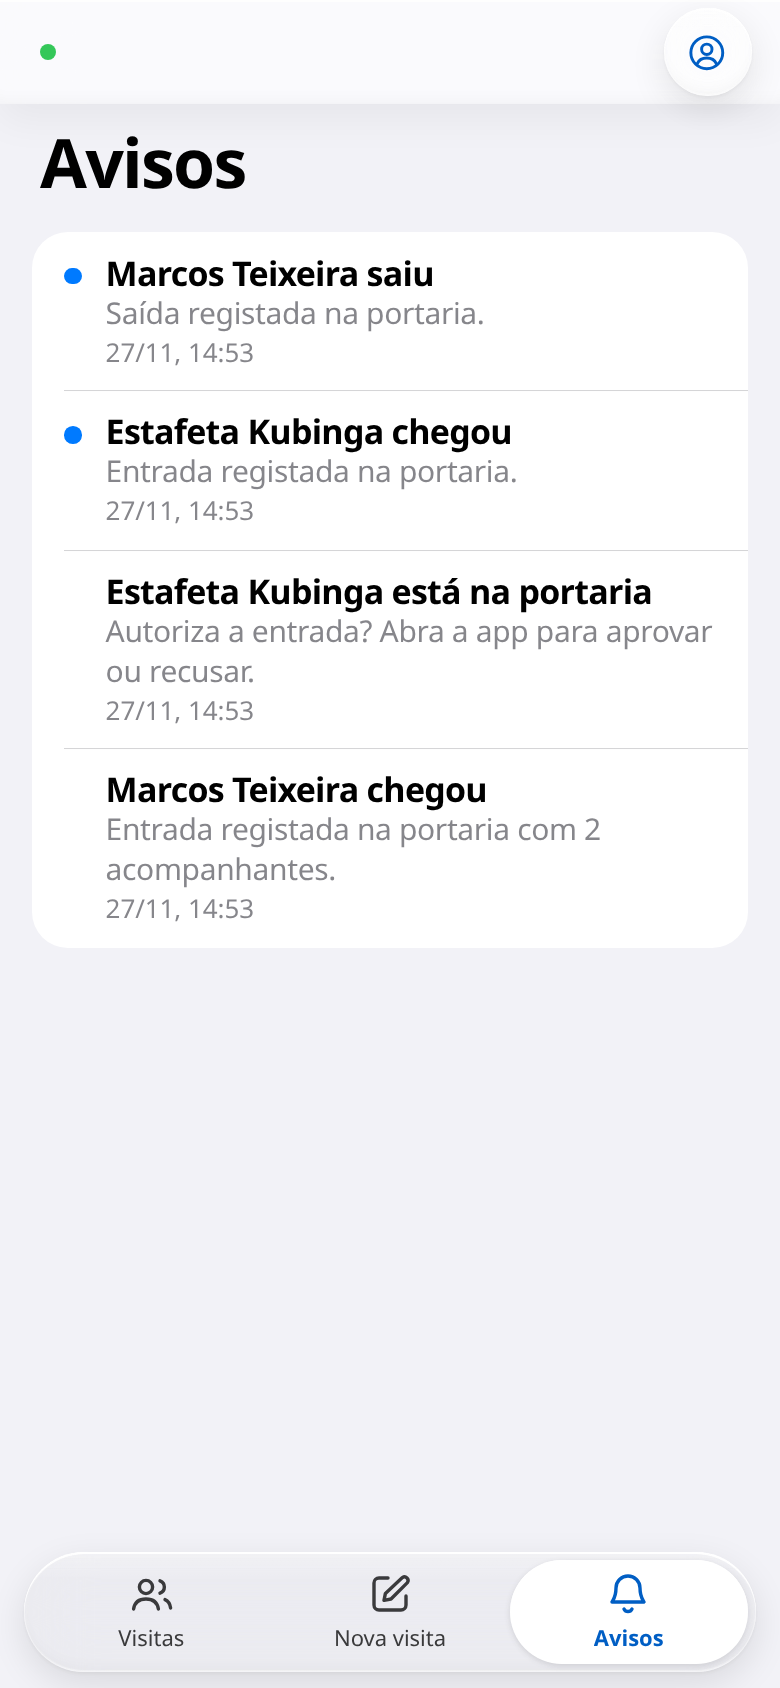 Avisos
Marcos Teixeira saiu
Saída registada na portaria.
27/11, 14:53
Estafeta Kubinga chegou
Entrada registada na portaria.
27/11, 14:53
Estafeta Kubinga está na portaria
Autoriza a entrada? Abra a app para aprovar
ou recusar.
27/11, 14:53
Marcos Teixeira chegou
Entrada registada na portaria com 2
acompanhantes.
27/11, 14:53
Visitas
Nova visita
Avisos